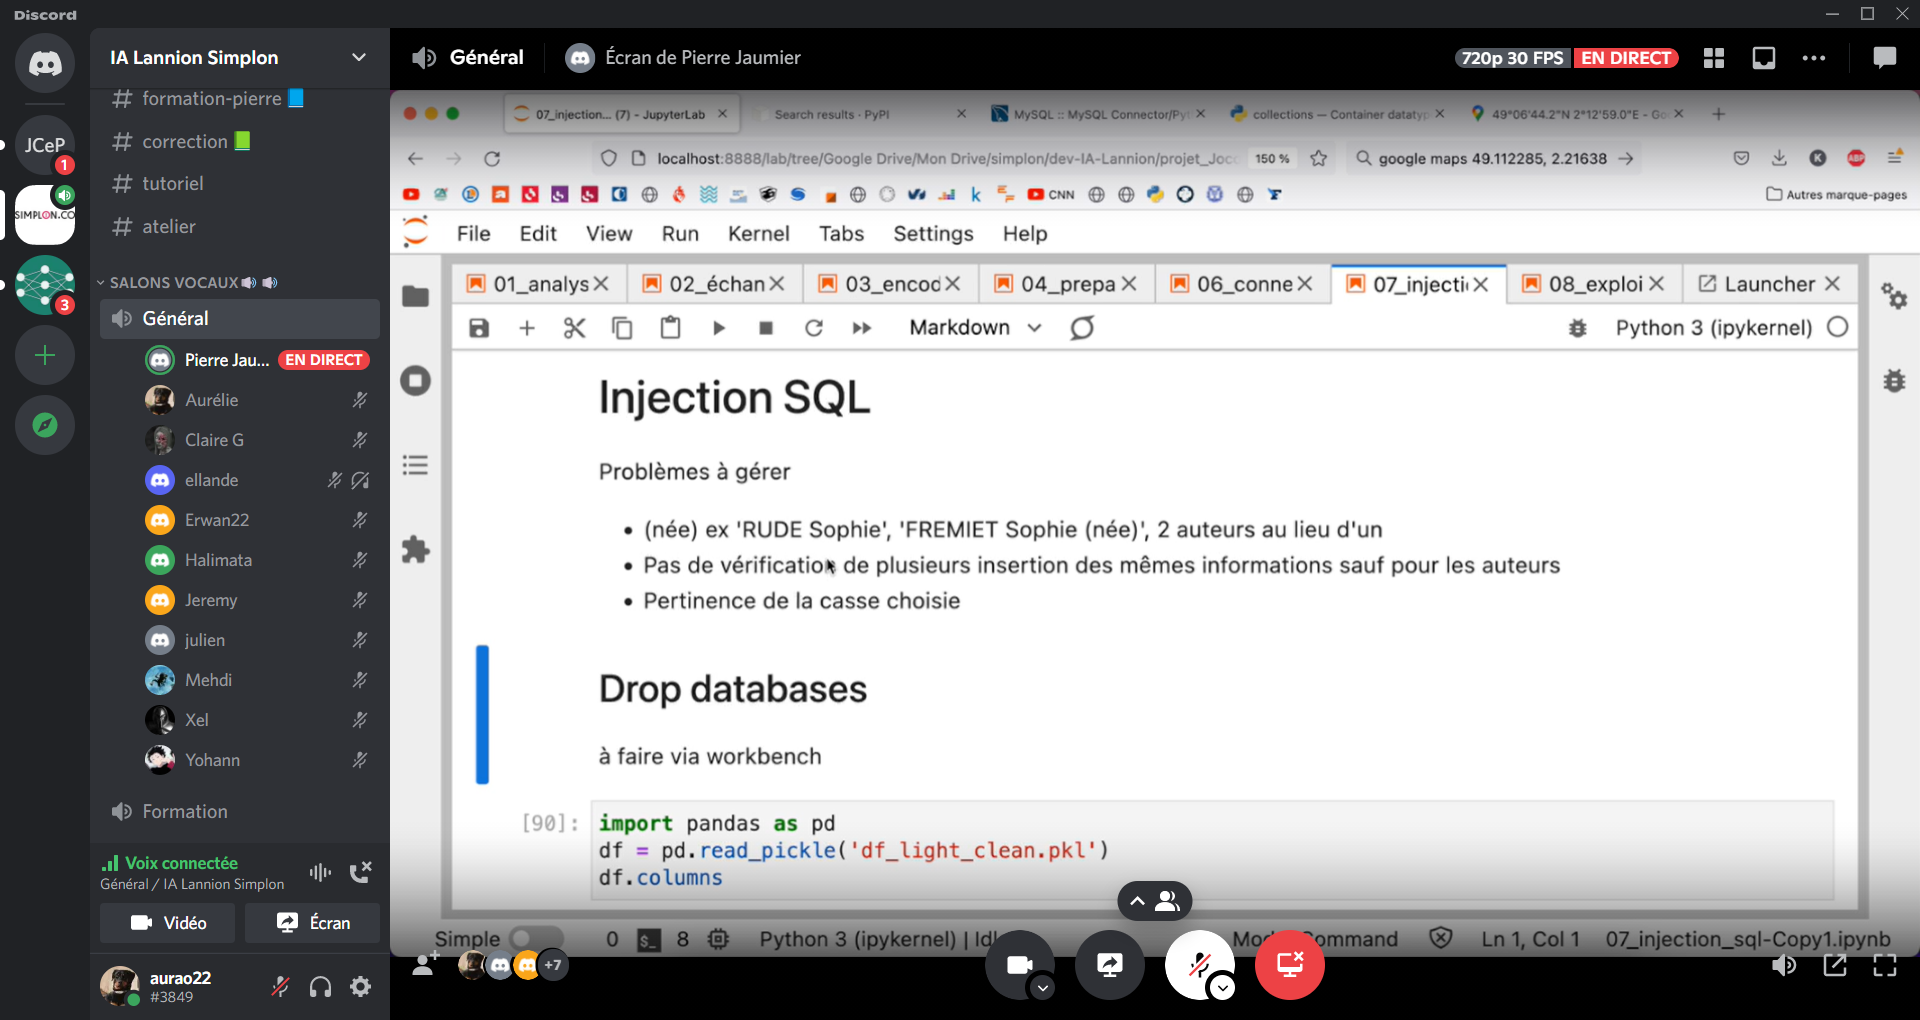 Discord
IA Lannion Simplon
formation-pierre
correction
tutoriel
atelier
SALONS VOCAUX
Général
Pierre Jau... EN DIRECT
Aurélie
Claire G
ellande
Erwan22
Halimata
Jeremy
julien
Mehdi
Xel
Yohann
Formation
Voix connectée
Général / IA Lannion Simplon
Vidéo
Écran
aurao22
#3849
JCeP
1
SIMPLON.CO
3
Général
Écran de Pierre Jaumier
720p 30 FPS EN DIRECT
07_injection... (7) - JupyterLab
Search results · PyPI
MySQL :: MySQL Connector/Pyt
collections — Container datatyp
49°06'44.2"N 2°12'59.0"E - Go
localhost:8888/lab/tree/Google Drive/Mon Drive/simplon/dev-IA-Lannion/projet_Joc
150 %
google maps 49.112285, 2.21638
K
ABP
CNN
Autres marque-pages
File Edit View Run Kernel Tabs Settings Help
01_analys
02_échan
03_encod
04_prepa
06_conne
07_injecti
08_exploi
Launcher
Markdown
Python 3 (ipykernel)
Injection SQL
Problèmes à gérer
• (née) ex 'RUDE Sophie', 'FREMIET Sophie (née)', 2 auteurs au lieu d'un
• Pas de vérification de plusieurs insertion des mêmes informations sauf pour les auteurs
• Pertinence de la casse choisie
Drop databases
à faire via workbench
[90]: import pandas as pd
df = pd.read_pickle('df_light_clean.pkl')
df.columns
Simple 0 8 Python 3 (ipykernel) | Idl
Mod Command
Ln 1, Col 1 07_injection_sql-Copy1.ipynb
+7